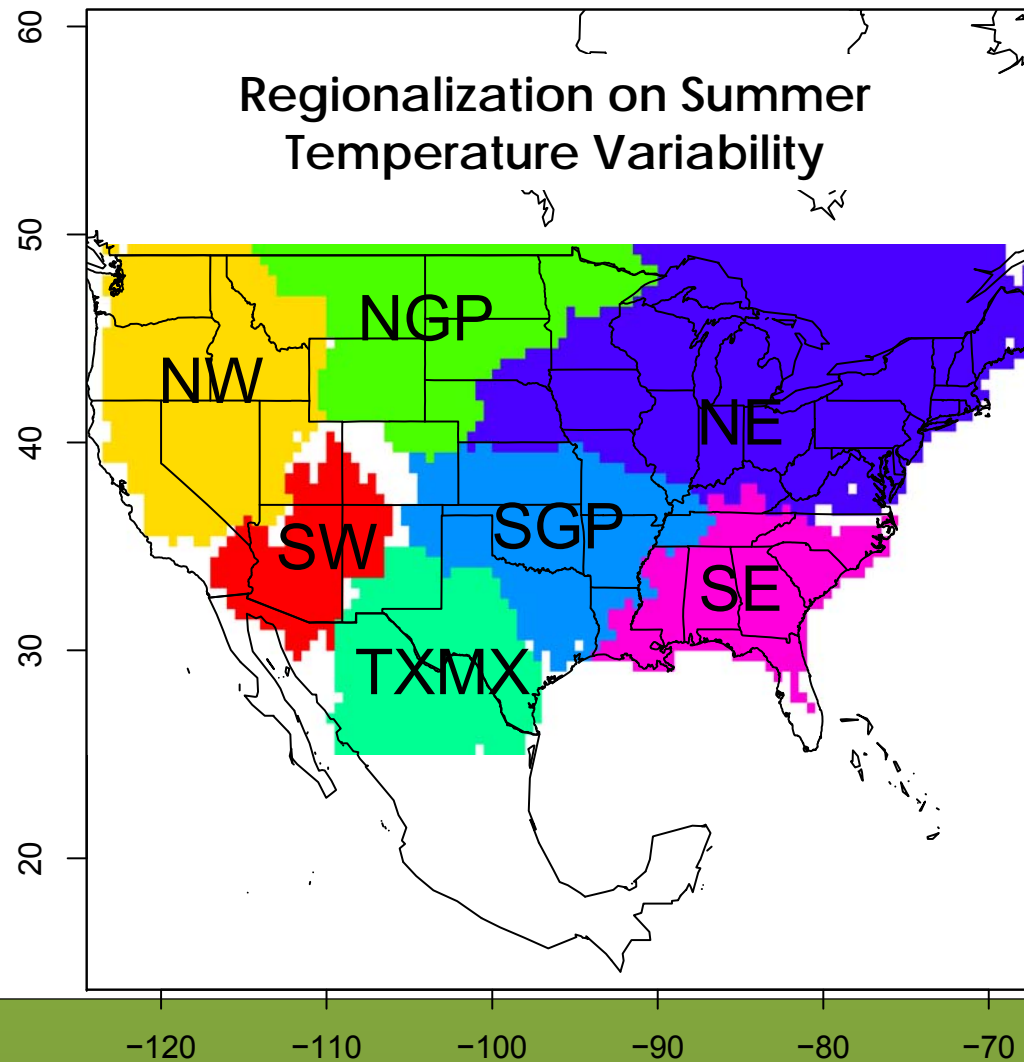 60
Regionalization on Summer
Temperature Variability
50
NGP
NW
NE
40
SGP
SW
SE
30
TXMX
20
−120 −110 −100 −90 −80 −70